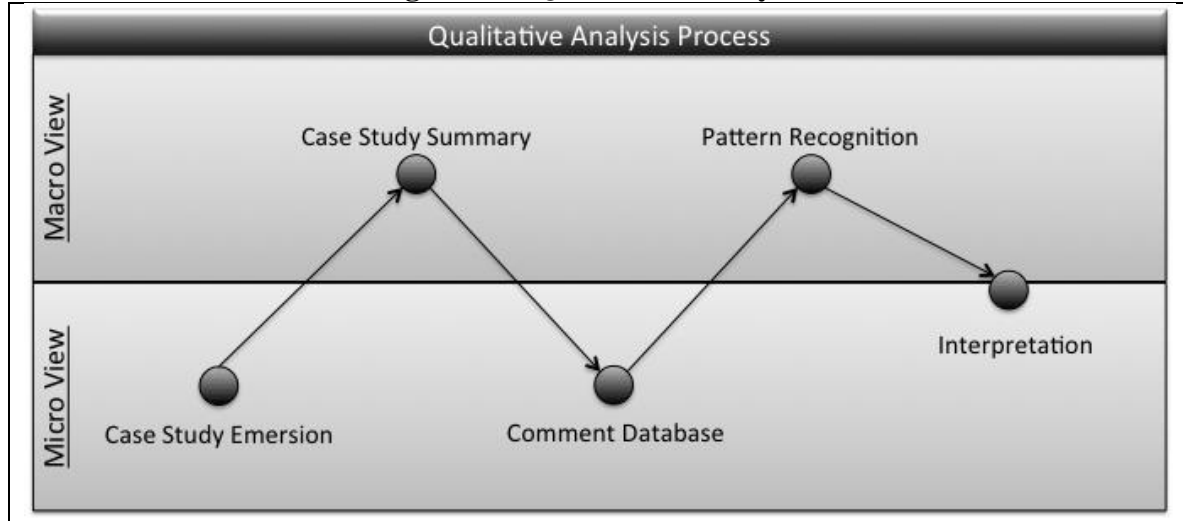 Qualitative Analysis Process
Macro View
Case Study Summary
Pattern Recognition
Micro View
Case Study Emersion
Comment Database
Interpretation